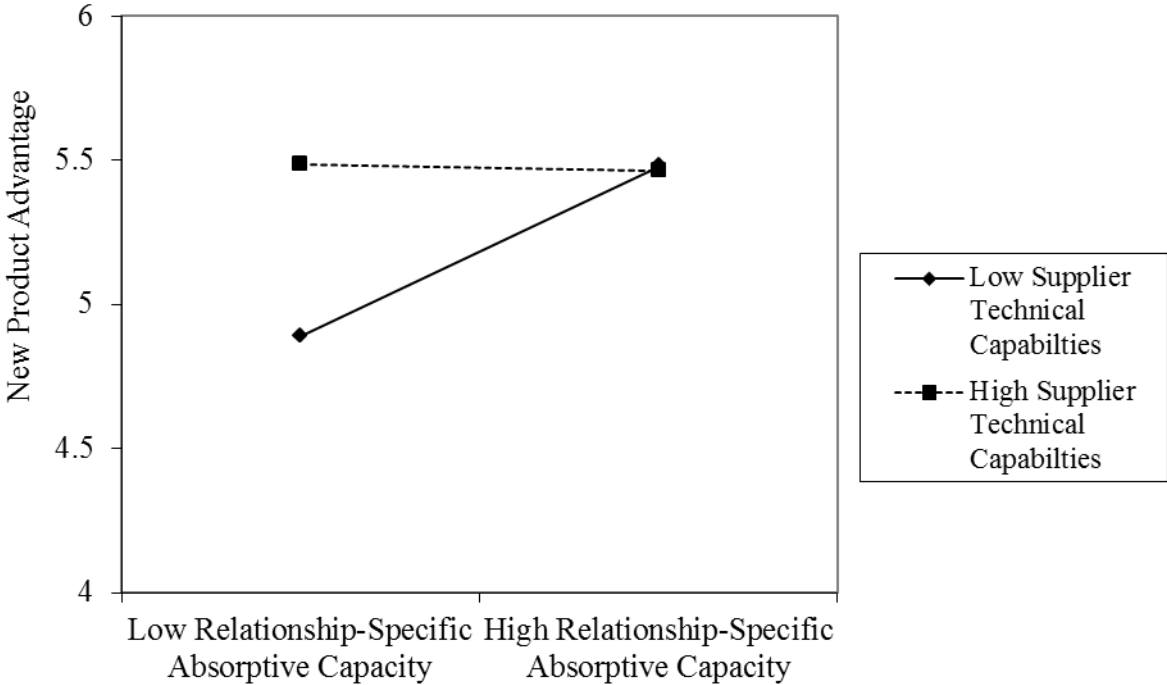 New Product Advantage
6
5.5
5
4.5
4
Low Relationship-Specific
Absorptive Capacity
High Relationship-Specific
Absorptive Capacity
Low Supplier
Technical
Capabilties
High Supplier
Technical
Capabilties